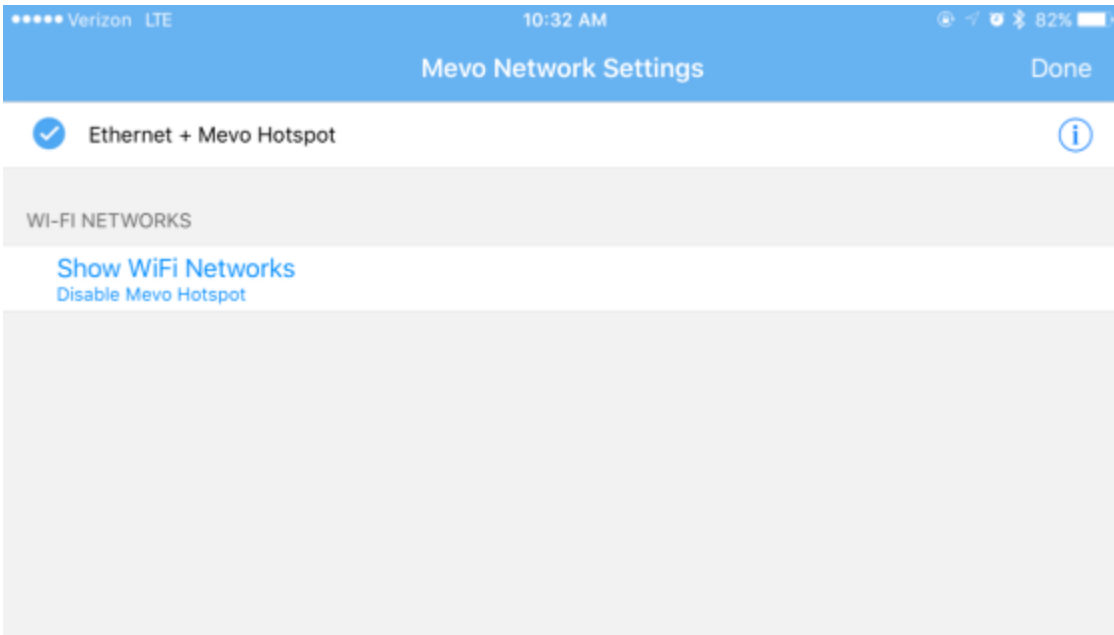 Verizon LTE 10:32 AM 82%
Mevo Network Settings Done
Ethernet + Mevo Hotspot
WI-FI NETWORKS
Show WiFi Networks
Disable Mevo Hotspot